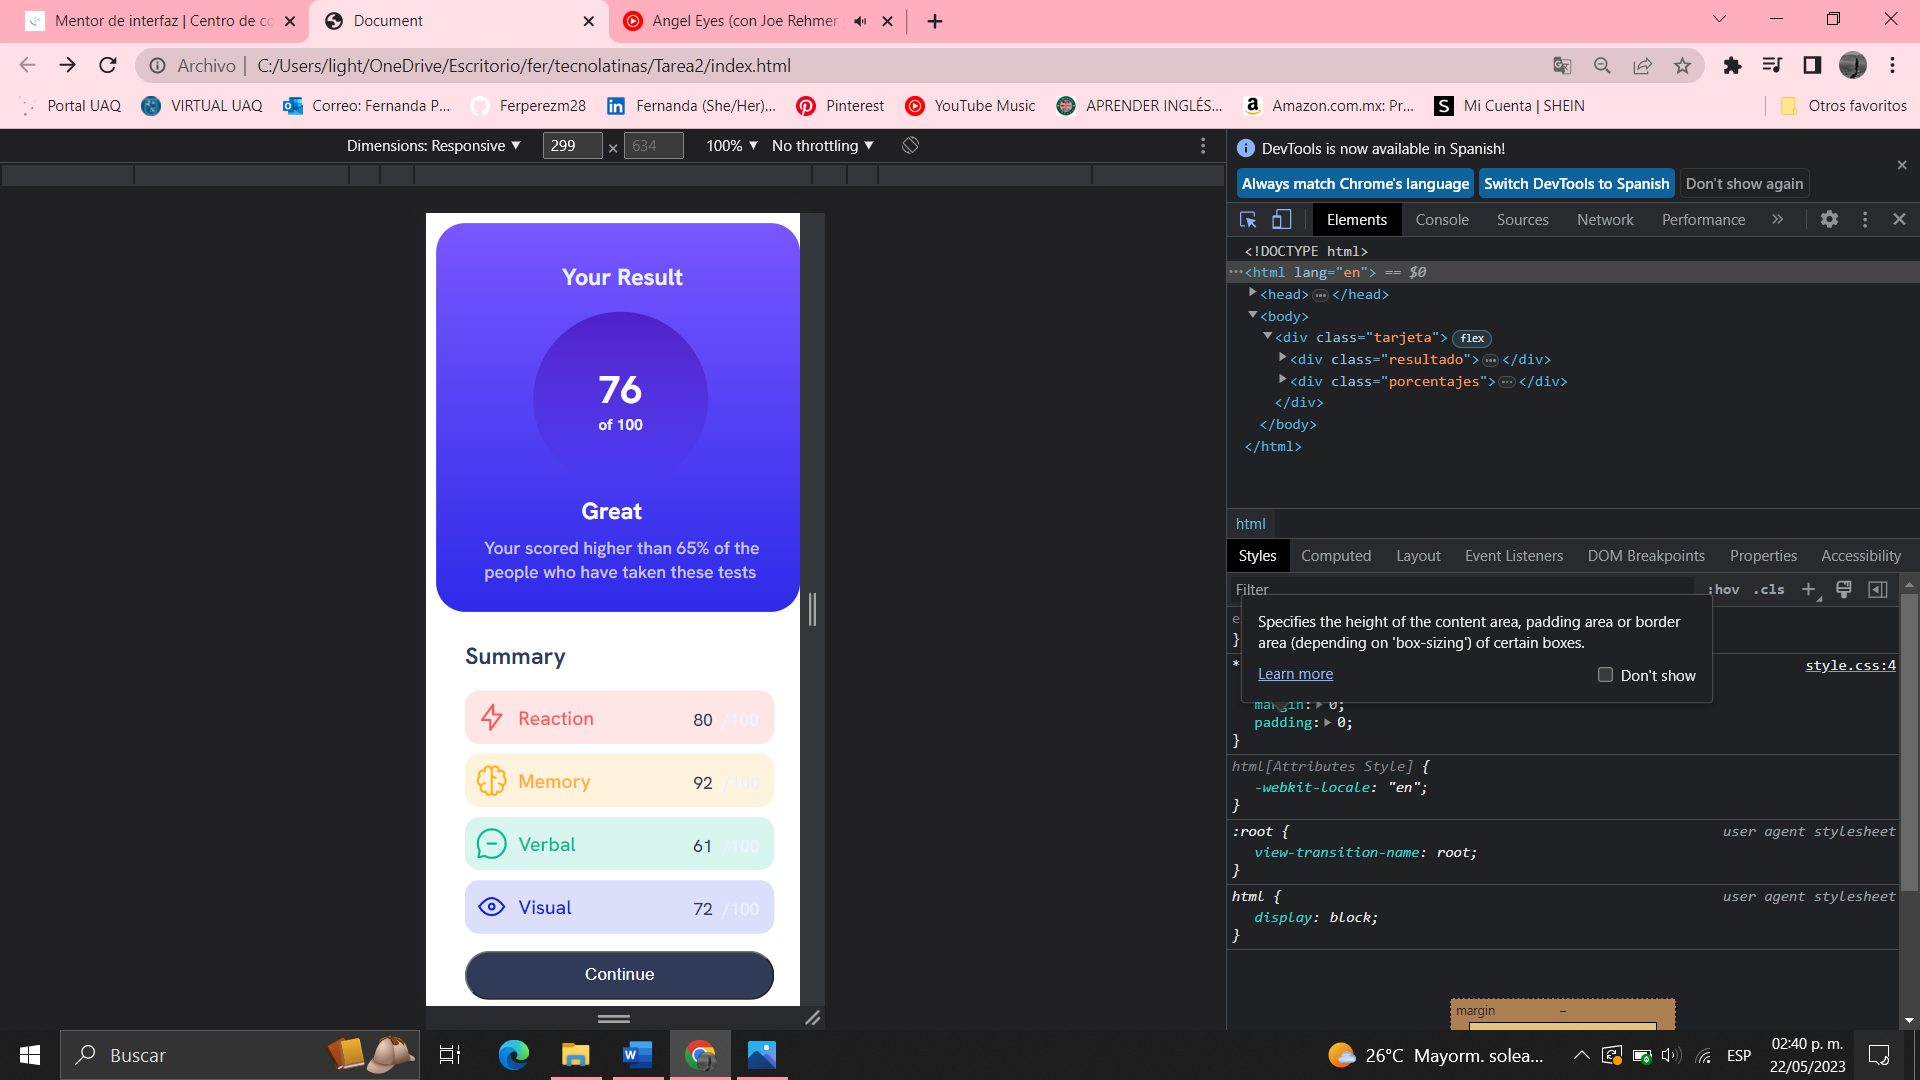 Mentor de interfaz | Centro de co
Document
Angel Eyes (con Joe Rehmer
Archivo | C:/Users/light/OneDrive/Escritorio/fer/tecnolatinas/Tarea2/index.html
Portal UAQ
VIRTUAL UAQ
Correo: Fernanda P...
Ferperezm28
Fernanda (She/Her)...
Pinterest
YouTube Music
APRENDER INGLÉS...
Amazon.com.mx: Pr...
Mi Cuenta | SHEIN
Otros favoritos
Dimensions: Responsive ▼ 299 × 634 100% ▼ No throttling ▼
Your Result
76
of 100
Great
Your scored higher than 65% of the
people who have taken these tests
Summary
Reaction 80 /100
Memory 92 /100
Verbal 61 /100
Visual 72 /100
Continue
DevTools is now available in Spanish!
Always match Chrome's language
Switch DevTools to Spanish
Don't show again
Elements Console Sources Network Performance »
<!DOCTYPE html>
<html lang="en"> == $0
<head> ... </head>
<body>
<div class="tarjeta"> flex
<div class="resultado"> ... </div>
<div class="porcentajes"> ... </div>
</div>
</body>
</html>
html
Styles Computed Layout Event Listeners DOM Breakpoints Properties Accessibility
Filter :hov .cls +
Specifies the height of the content area, padding area or border
area (depending on 'box-sizing') of certain boxes.
Learn more
Don't show
}
* style.css:4
margin: 0;
padding: 0;
}
html[Attributes Style] {
-webkit-locale: "en";
}
:root { user agent stylesheet
view-transition-name: root;
}
html { user agent stylesheet
display: block;
}
margin –
Buscar
26°C Mayorm. solea...
ESP
02:40 p. m.
22/05/2023